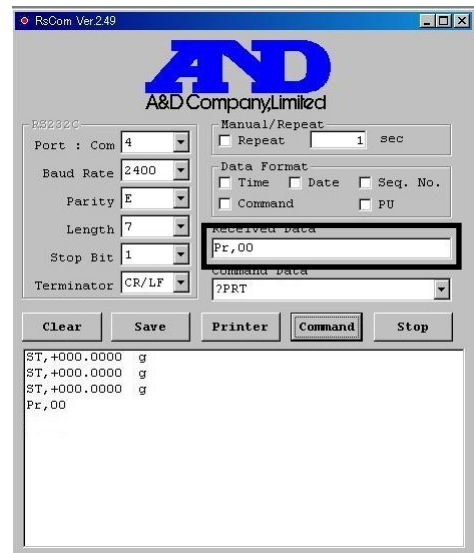 RsCom Ver.2.49
AND
A&D Company,Limited
RS232C
Port : Com 4
Baud Rate 2400
Parity E
Length 7
Stop Bit 1
Terminator CR/LF
Manual/Repeat
Repeat 1 sec
Data Format
Time Date Seq. No.
Command PU
Received Data
Pr,00
Command Data
?PRT
Clear Save Printer Command Stop
ST,+000.0000 g
ST,+000.0000 g
ST,+000.0000 g
Pr,00